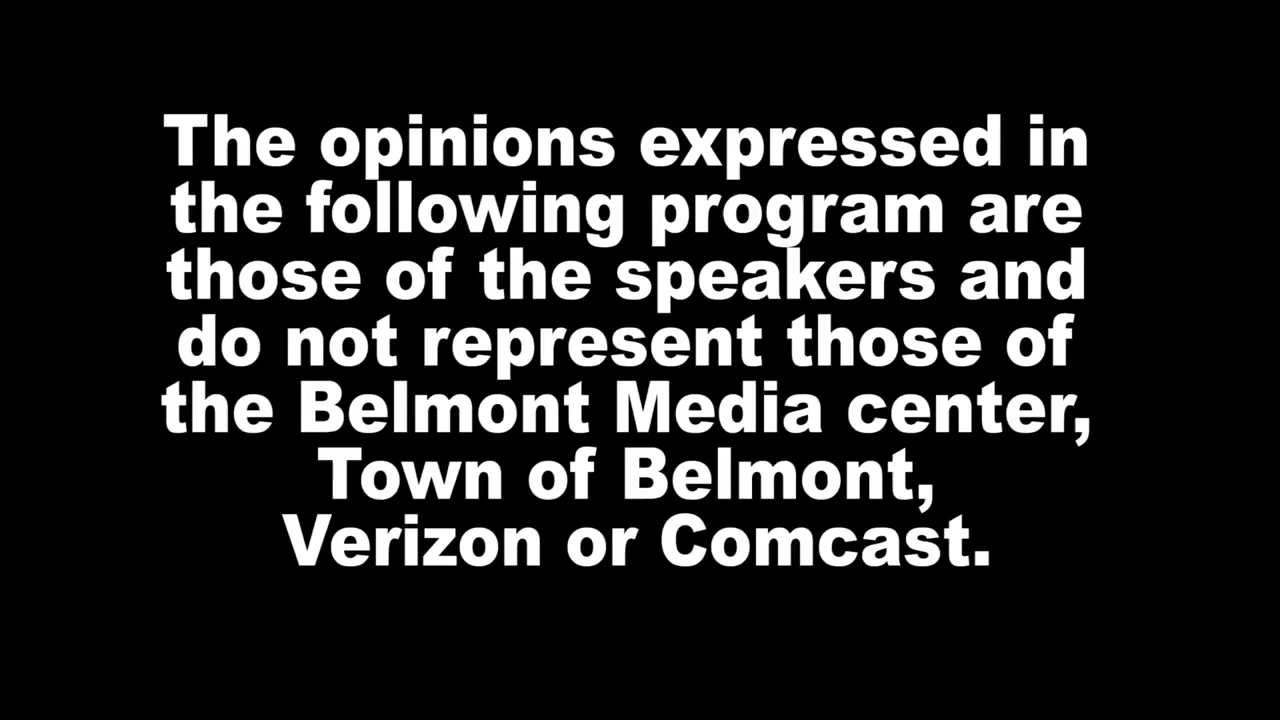 The opinions expressed in
the following program are
those of the speakers and
do not represent those of
the Belmont Media center,
Town of Belmont,
Verizon or Comcast.